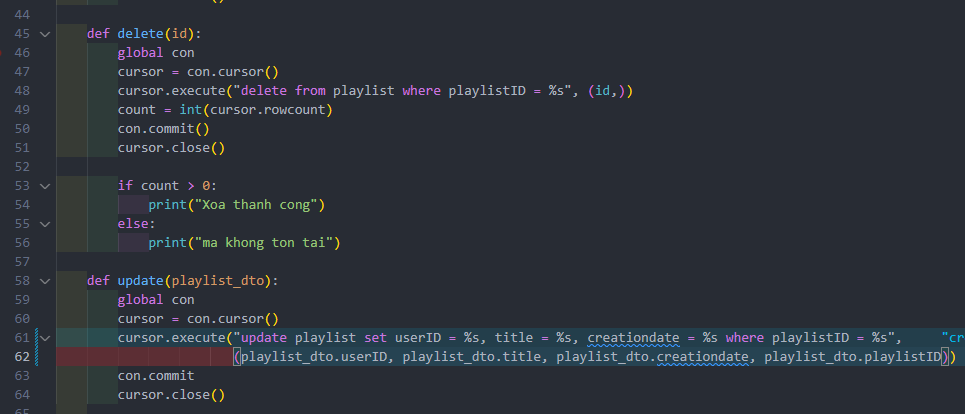 ()
44
45 def delete(id):
46 global con
47 cursor = con.cursor()
48 cursor.execute("delete from playlist where playlistID = %s", (id,))
49 count = int(cursor.rowcount)
50 con.commit()
51 cursor.close()
52
53 if count > 0:
54 print("Xoa thanh cong")
55 else:
56 print("ma khong ton tai")
57
58 def update(playlist_dto):
59 global con
60 cursor = con.cursor()
61 cursor.execute("update playlist set userID = %s, title = %s, creationdate = %s where playlistID = %s", "cr
62 (playlist_dto.userID, playlist_dto.title, playlist_dto.creationdate, playlist_dto.playlistID))
63 con.commit
64 cursor.close()
65